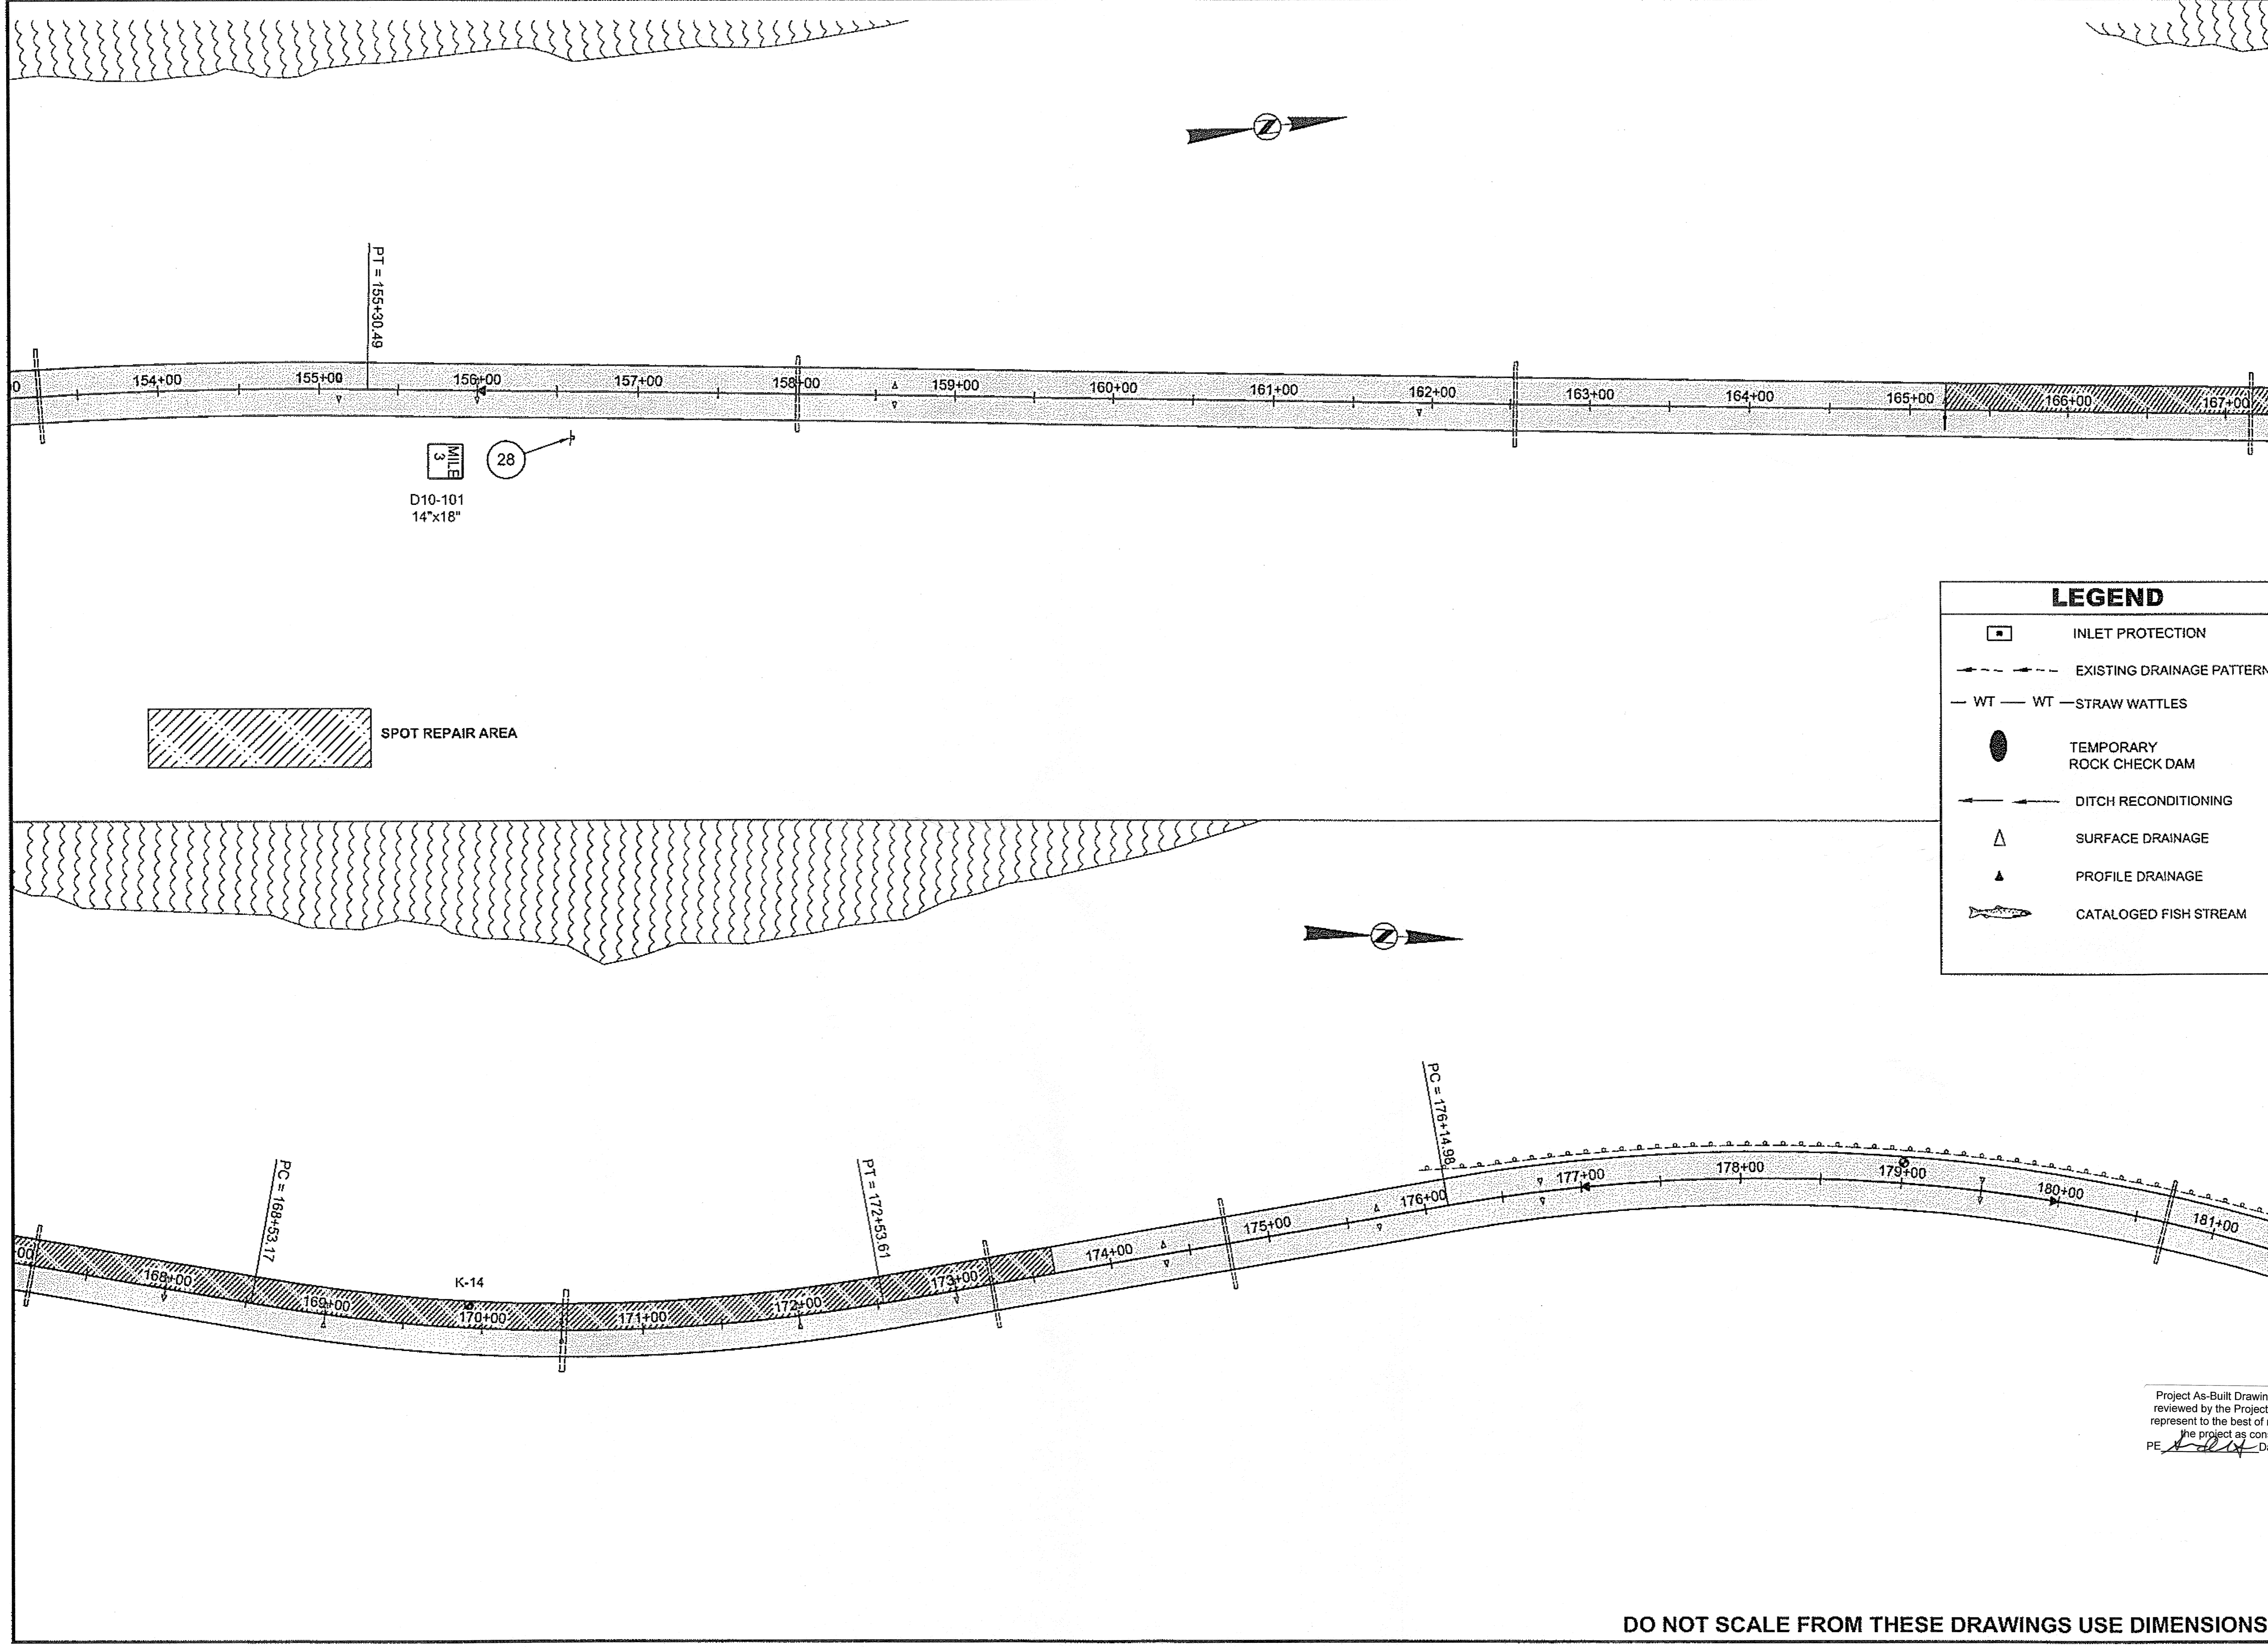 PT = 155+30.49
154+00
155+00
156+00
157+00
158+00
159+00
160+00
161+00
162+00
163+00
164+00
165+00
166+00
167+00
MILE
3
28
D10-101
14"x18"
SPOT REPAIR AREA
LEGEND
INLET PROTECTION
EXISTING DRAINAGE PATTERN
WT WT STRAW WATTLES
TEMPORARY
ROCK CHECK DAM
DITCH RECONDITIONING
SURFACE DRAINAGE
PROFILE DRAINAGE
CATALOGED FISH STREAM
PC = 168+53.17
PT = 172+53.61
PC = 176+14.98
168+00
169+00
K-14
170+00
171+00
172+00
173+00
174+00
175+00
176+00
177+00
178+00
179+00
180+00
181+00
Project As-Built Drawin
reviewed by the Project
represent to the best of
the project as con
PE
DO NOT SCALE FROM THESE DRAWINGS USE DIMENSIONS